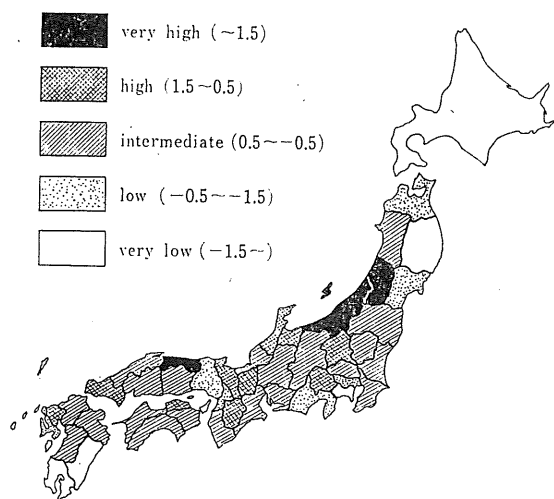 very high (~1.5)
high (1.5~0.5)
intermediate (0.5~-0.5)
low (-0.5~-1.5)
very low (-1.5~)